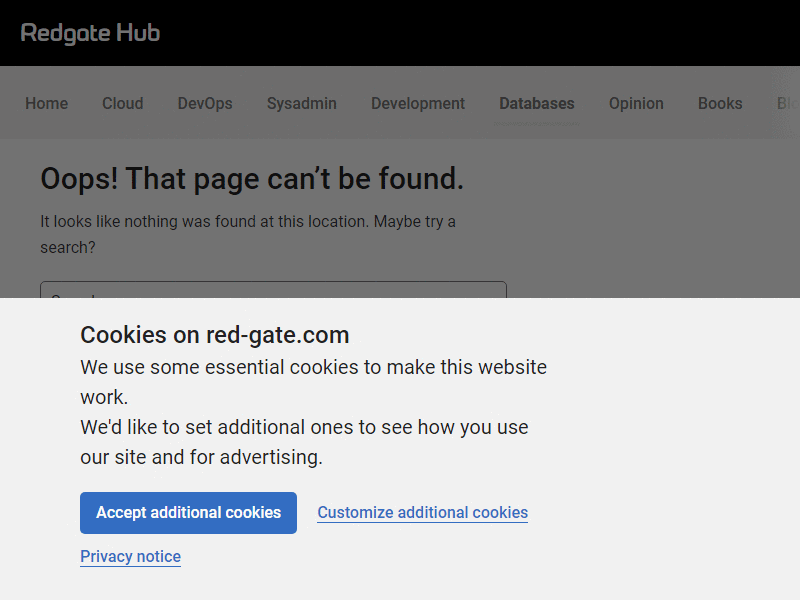 Redgate Hub
Home Cloud DevOps Sysadmin Development Databases Opinion Books
Oops! That page can’t be found.
It looks like nothing was found at this location. Maybe try a
search?
Cookies on red-gate.com
We use some essential cookies to make this website
work.
We'd like to set additional ones to see how you use
our site and for advertising.
Accept additional cookies Customize additional cookies
Privacy notice